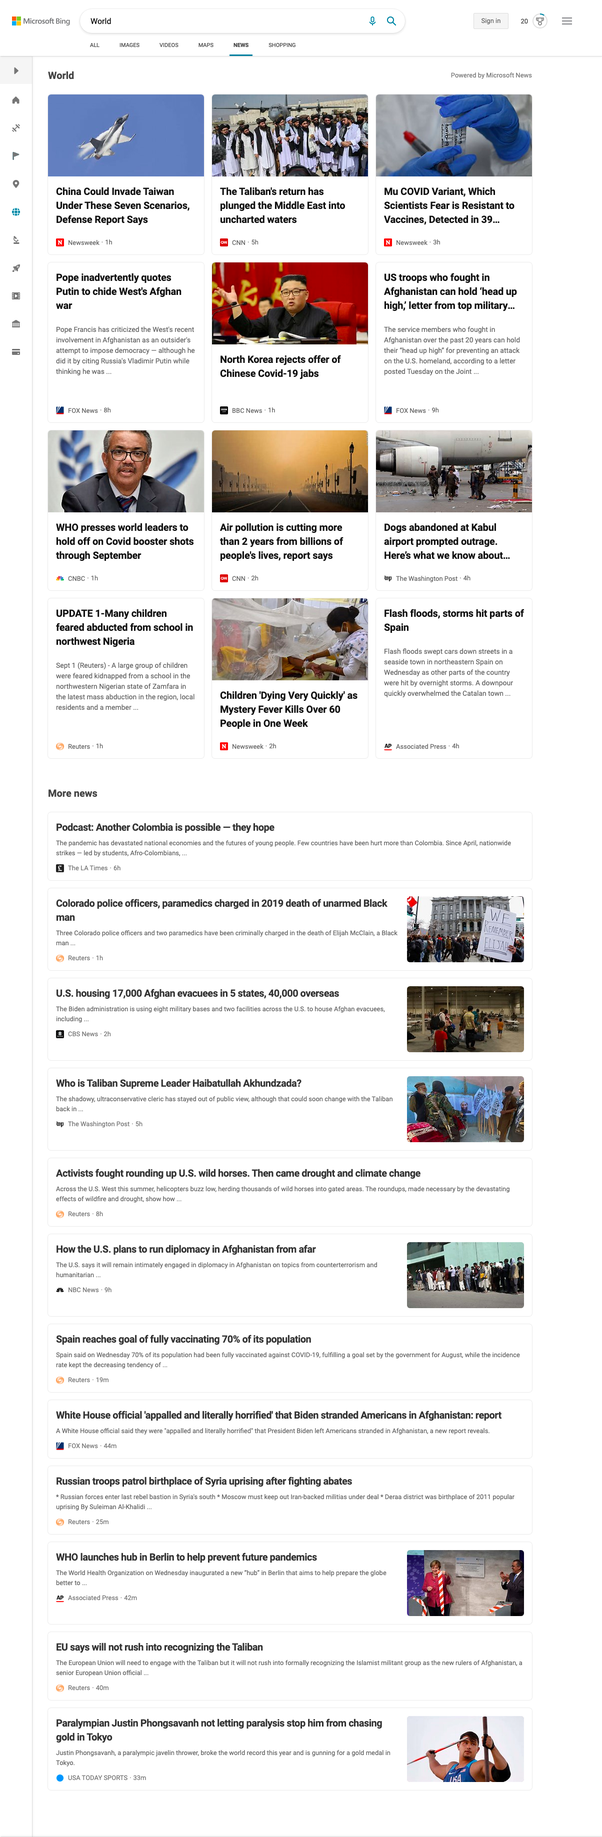 Microsoft Bing
World
Sign in
20
ALL IMAGES VIDEOS MAPS NEWS SHOPPING
World
Powered by Microsoft News
China Could Invade Taiwan
Under These Seven Scenarios,
Defense Report Says
Newsweek · 1h
The Taliban's return has
plunged the Middle East into
uncharted waters
CNN · 5h
Mu COVID Variant, Which
Scientists Fear is Resistant to
Vaccines, Detected in 39...
Newsweek · 3h
Pope inadvertently quotes
Putin to chide West's Afghan
war
Pope Francis has criticized the West's recent
involvement in Afghanistan as an outsider's
attempt to impose democracy — although he
did it by citing Russia's Vladimir Putin while
thinking he was ...
FOX News · 8h
North Korea rejects offer of
Chinese Covid-19 jabs
BBC News · 1h
US troops who fought in
Afghanistan can hold ‘head up
high,’ letter from top military...
The service members who fought in
Afghanistan over the past 20 years can hold
their “head up high” for preventing an attack
on the U.S. homeland, according to a letter
posted Tuesday on the Joint ...
FOX News · 9h
WHO presses world leaders to
hold off on Covid booster shots
through September
CNBC · 1h
Air pollution is cutting more
than 2 years from billions of
people's lives, report says
CNN · 2h
Dogs abandoned at Kabul
airport prompted outrage.
Here's what we know about...
The Washington Post · 4h
UPDATE 1-Many children
feared abducted from school in
northwest Nigeria
Sept 1 (Reuters) - A large group of children
were feared kidnapped from a school in the
northwestern Nigerian state of Zamfara in
the latest mass abduction in the region, local
residents and a member ...
Reuters · 1h
Children 'Dying Very Quickly' as
Mystery Fever Kills Over 60
People in One Week
Newsweek · 2h
Flash floods, storms hit parts of
Spain
Flash floods swept cars down streets in a
seaside town in northeastern Spain on
Wednesday as other parts of the country
were hit by overnight storms. A downpour
quickly overwhelmed the Catalan town ...
Associated Press · 4h
More news
Podcast: Another Colombia is possible — they hope
The pandemic has devastated national economies and the futures of young people. Few countries have been hurt more than Colombia. Since April, nationwide
strikes — led by students, Afro-Colombians, ...
The LA Times · 6h
Colorado police officers, paramedics charged in 2019 death of unarmed Black
man
Three Colorado police officers and two paramedics have been criminally charged in the death of Elijah McClain, a Black
man ...
Reuters · 1h
WE
REMEMBER
ELIJAH
U.S. housing 17,000 Afghan evacuees in 5 states, 40,000 overseas
The Biden administration is using eight military bases and two facilities across the U.S. to house Afghan evacuees,
including ...
CBS News · 2h
Who is Taliban Supreme Leader Haibatullah Akhundzada?
The shadowy, ultraconservative cleric has stayed out of public view, although that could soon change with the Taliban
back in ...
The Washington Post · 5h
Activists fought rounding up U.S. wild horses. Then came drought and climate change
Across the U.S. West this summer, helicopters buzz low, herding thousands of wild horses into gated areas. The roundups, made necessary by the devastating
effects of wildfire and drought, show how ...
Reuters · 8h
How the U.S. plans to run diplomacy in Afghanistan from afar
The U.S. says it will remain intimately engaged in diplomacy in Afghanistan on topics from counterterrorism and
humanitarian ...
NBC News · 9h
Spain reaches goal of fully vaccinating 70% of its population
Spain said on Wednesday 70% of its population had been fully vaccinated against COVID-19, fulfilling a goal set by the government for August, while the incidence
rate kept the decreasing tendency of ...
Reuters · 19m
White House official 'appalled and literally horrified' that Biden stranded Americans in Afghanistan: report
A White House official said they were "appalled and literally horrified" that President Biden left Americans stranded in Afghanistan, a new report reveals.
FOX News · 44m
Russian troops patrol birthplace of Syria uprising after fighting abates
* Russian forces enter last rebel bastion in Syria's south * Moscow must keep out Iran-backed militias under deal * Deraa district was birthplace of 2011 popular
uprising By Suleiman Al-Khalidi ...
Reuters · 25m
WHO launches hub in Berlin to help prevent future pandemics
The World Health Organization on Wednesday inaugurated a new “hub” in Berlin that aims to help prepare the globe
better to ...
Associated Press · 42m
EU says will not rush into recognizing the Taliban
The European Union will need to engage with the Taliban but it will not rush into formally recognizing the Islamist militant group as the new rulers of Afghanistan, a
senior European Union official ...
Reuters · 40m
Paralympian Justin Phongsavanh not letting paralysis stop him from chasing
gold in Tokyo
Justin Phongsavanh, a paralympic javelin thrower, broke the world record this year and is gunning for a gold medal in
Tokyo.
USA TODAY SPORTS · 33m
USA